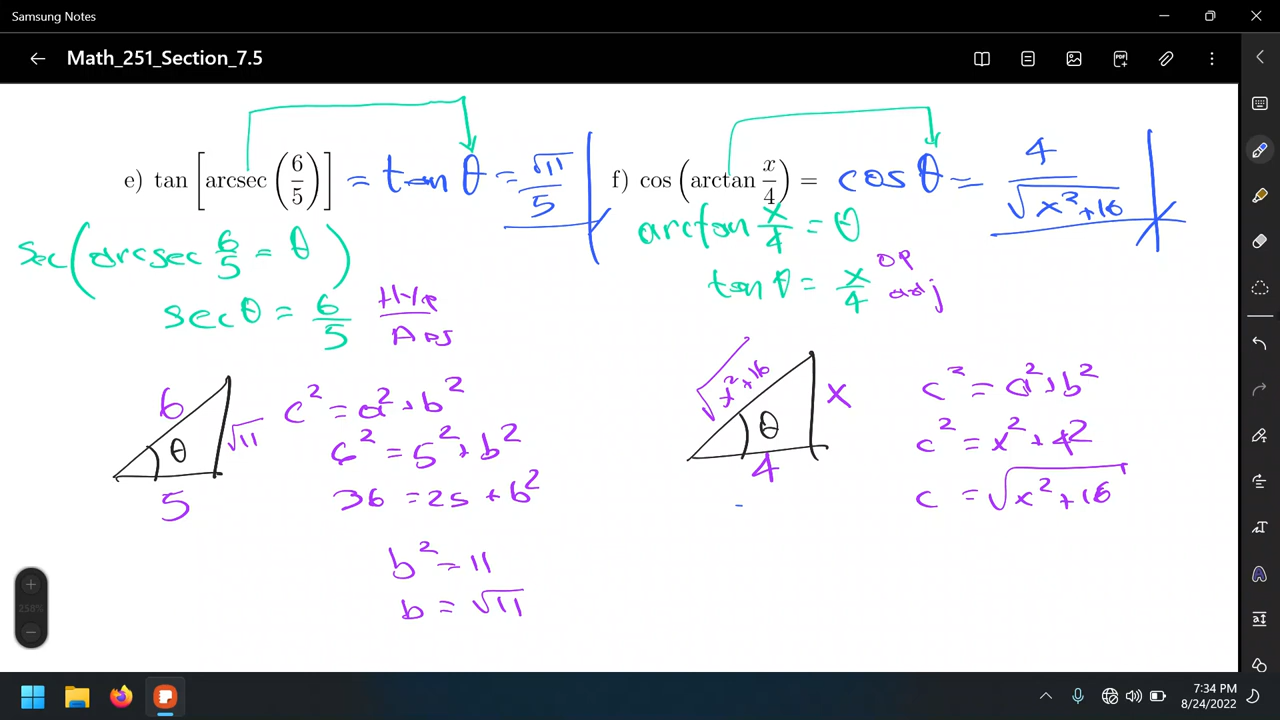 Samsung Notes
Math_251_Section_7.5
e) tan [arcsec (6/5)] = tan θ = √11/5
sec(arcsec 6/5 = θ)
sec θ = 6/5 Hyp/Adj
6
θ
√11
5
c² = a² + b²
6² = 5² + b²
36 = 25 + b²
b² = 11
b = √11
f) cos (arctan x/4) = cos θ = 4/√x²+16
arctan x/4 = θ
tan θ = x/4 op adj
√x²+16
θ
x
4
c² = a² + b²
c² = x² + 4²
c = √x² + 16
258%
7:34 PM
8/24/2022